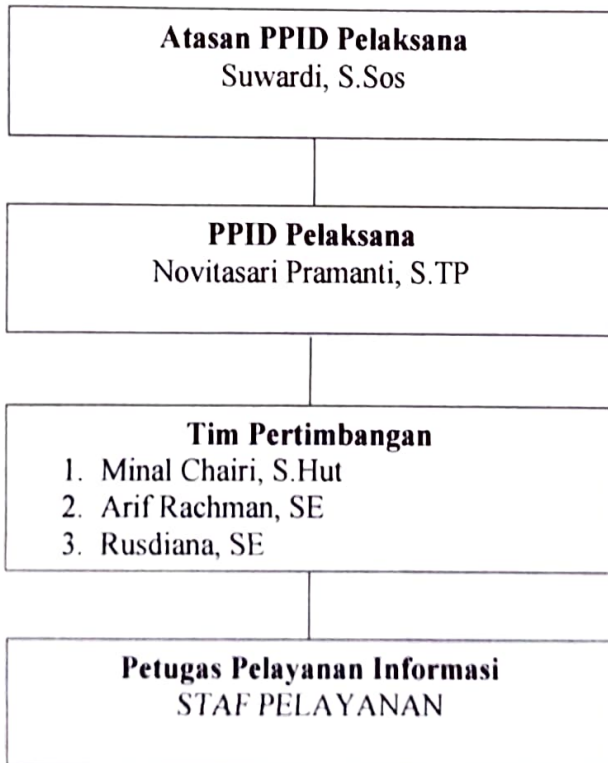 Atasan PPID Pelaksana
Suwardi, S.Sos
PPID Pelaksana
Novitasari Pramanti, S.TP
Tim Pertimbangan
1. Minal Chairi, S.Hut
2. Arif Rachman, SE
3. Rusdiana, SE
Petugas Pelayanan Informasi
STAF PELAYANAN